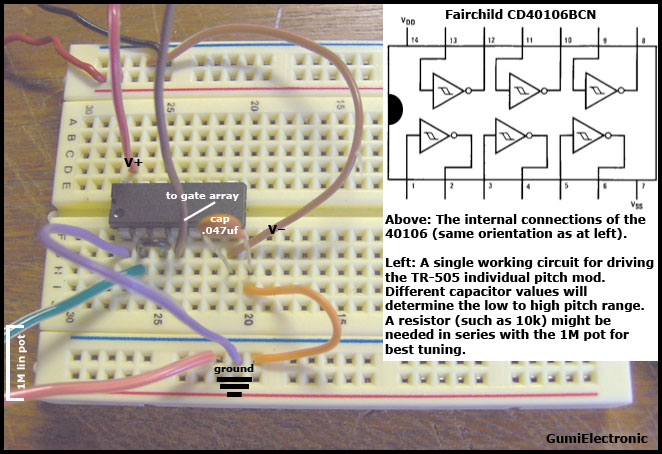 Fairchild CD40106BCN
VDD
14 13 12 11 10 9 8
1 2 3 4 5 6 7
VSS
Above: The internal connections of the
40106 (same orientation as at left).
Left: A single working circuit for driving
the TR-505 individual pitch mod.
Different capacitor values will
determine the low to high pitch range.
A resistor (such as 10k) might be
needed in series with the 1M pot for
best tuning.
30 25 20 15
A
B
C
D
E
V+
to gate array
cap
.047uf
V−
F
H
I
J
30 25 20 15
1M lin pot
ground
GumiElectronic